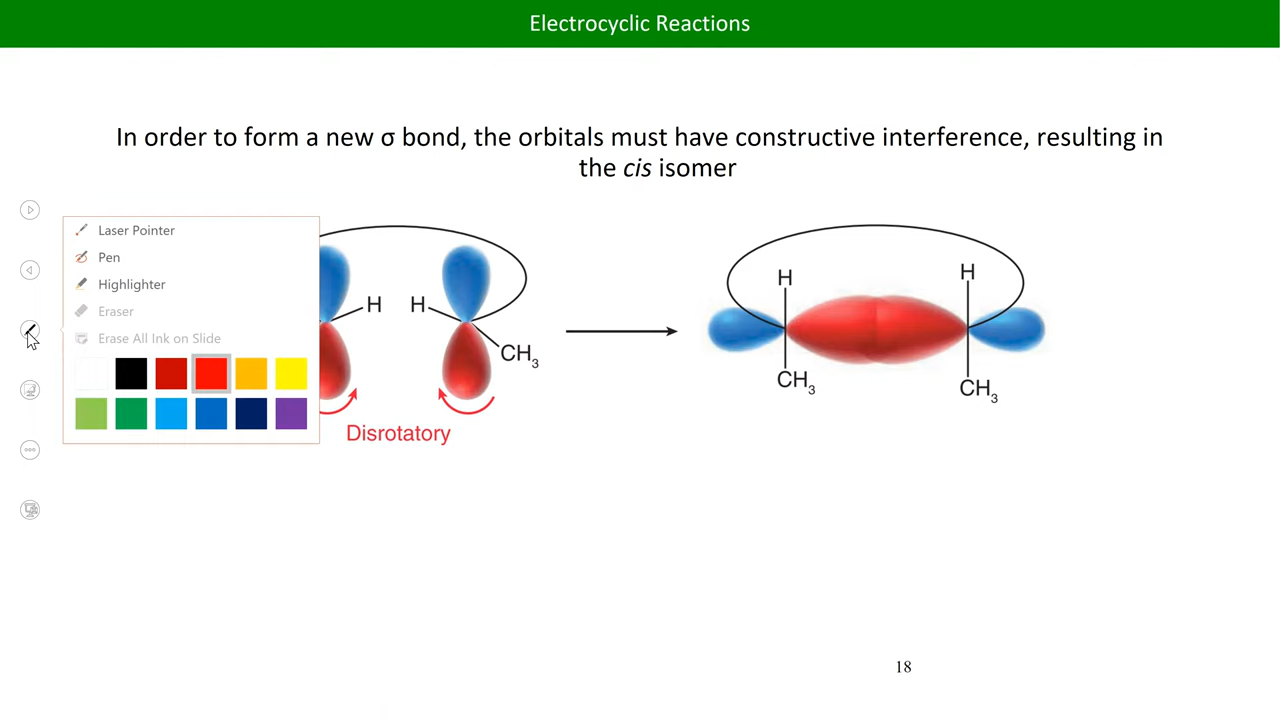 Electrocyclic Reactions
In order to form a new σ bond, the orbitals must have constructive interference, resulting in
the cis isomer
Laser Pointer
Pen
Highlighter
Eraser
Erase All Ink on Slide
H H
CH3
Disrotatory
H H
CH3 CH3
18